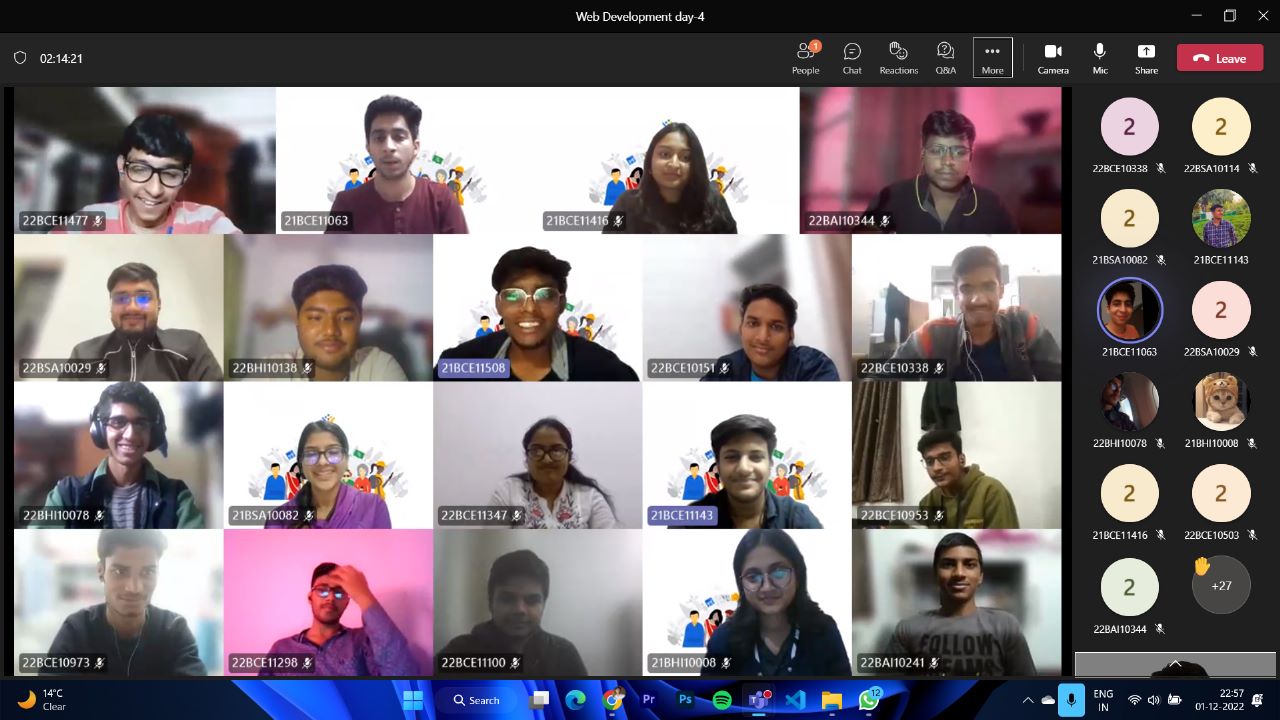 Web Development day-4
02:14:21
1
People
Chat
Reactions
Q&A
More
Camera
Mic
Share
Leave
22BCE11477
21BCE11063
21BCE11416
22BAI10344
22BSA10029
22BHI10138
21BCE11508
22BCE10151
22BCE10338
22BHI10078
21BSA10082
22BCE11347
21BCE11143
22BCE10953
22BCE10973
22BCE11298
22BCE11100
21BHI10008
22BAI10241
FOLLOW
2
2
22BCE10338
22BSA10114
2
21BSA10082
21BCE11143
2
21BCE11063
22BSA10029
22BHI10078
21BHI10008
2
2
21BCE11416
22BCE10503
2
+27
22BAI10344
14°C
Clear
Search
Pr
Ps
12
ENG
IN
22:57
01-12-2022